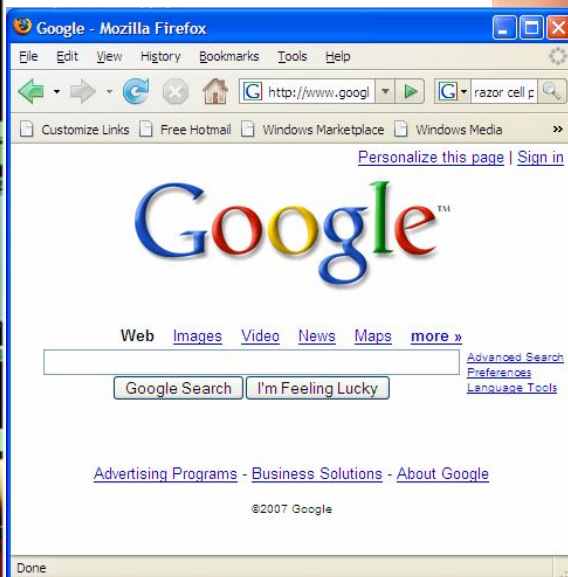 Google - Mozilla Firefox
File Edit View History Bookmarks Tools Help
G http://www.googl G razor cell p
Customize Links Free Hotmail Windows Marketplace Windows Media »
Personalize this page | Sign in
Google™
Web Images Video News Maps more »
Advanced Search
Preferences
Language Tools
Google Search I'm Feeling Lucky
Advertising Programs - Business Solutions - About Google
©2007 Google
Done